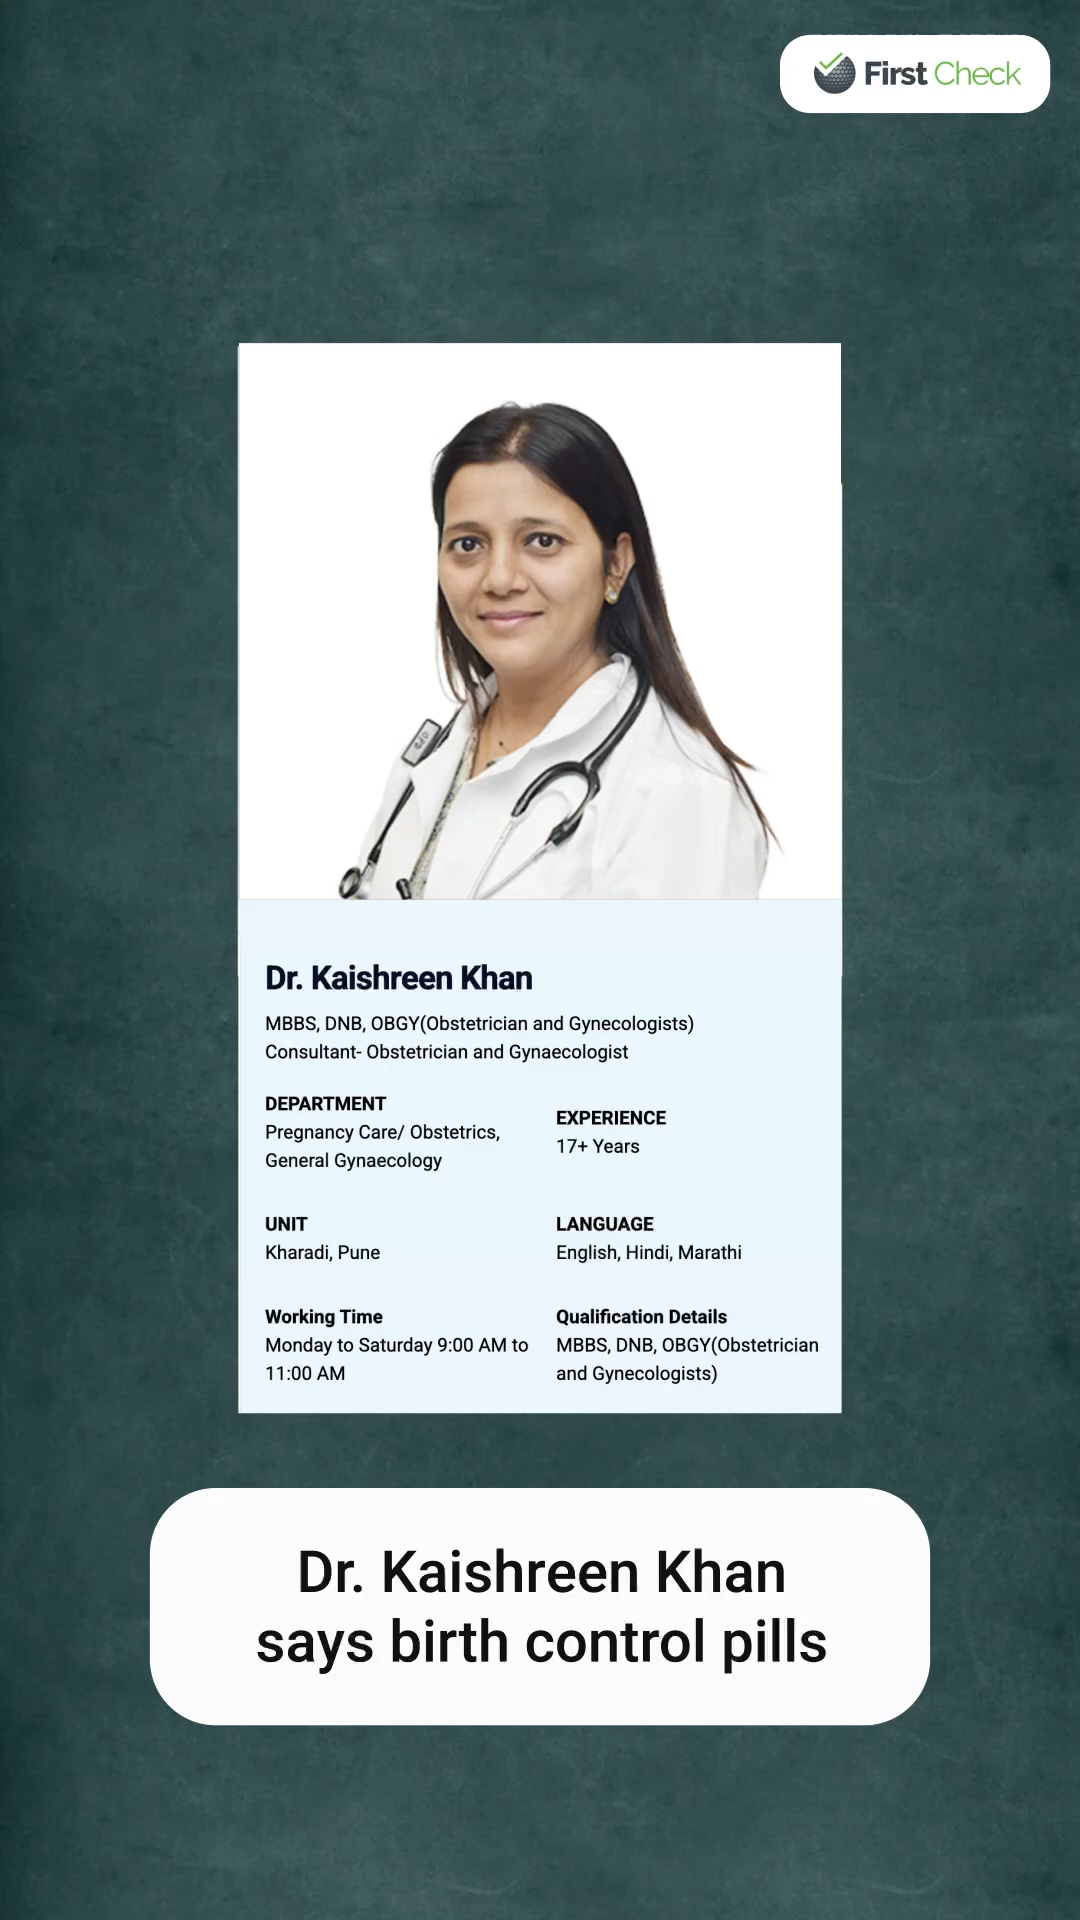 First Check
Dr. Kaishreen Khan
MBBS, DNB, OBGY(Obstetrician and Gynecologists)
Consultant- Obstetrician and Gynaecologist
DEPARTMENT
Pregnancy Care/ Obstetrics,
General Gynaecology
EXPERIENCE
17+ Years
UNIT
Kharadi, Pune
LANGUAGE
English, Hindi, Marathi
Working Time
Monday to Saturday 9:00 AM to
11:00 AM
Qualification Details
MBBS, DNB, OBGY(Obstetrician
and Gynecologists)
Dr. Kaishreen Khan
says birth control pills